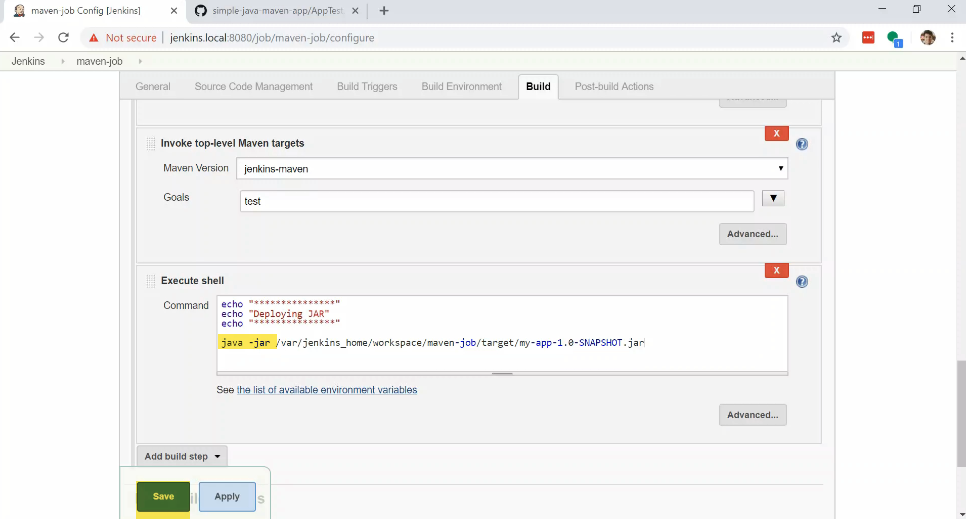 maven-job Config [Jenkins]
simple-java-maven-app/AppTest
Not secure
jenkins.local:8080/job/maven-job/configure
1
Jenkins
maven-job
General
Source Code Management
Build Triggers
Build Environment
Build
Post-build Actions
X
Invoke top-level Maven targets
Maven Version
jenkins-maven
Goals
test
Advanced...
X
Execute shell
Command
echo "***************"
echo "Deploying JAR"
echo "***************"
java -jar /var/jenkins_home/workspace/maven-job/target/my-app-1.0-SNAPSHOT.jar
See the list of available environment variables
Advanced...
Add build step
Save
Apply